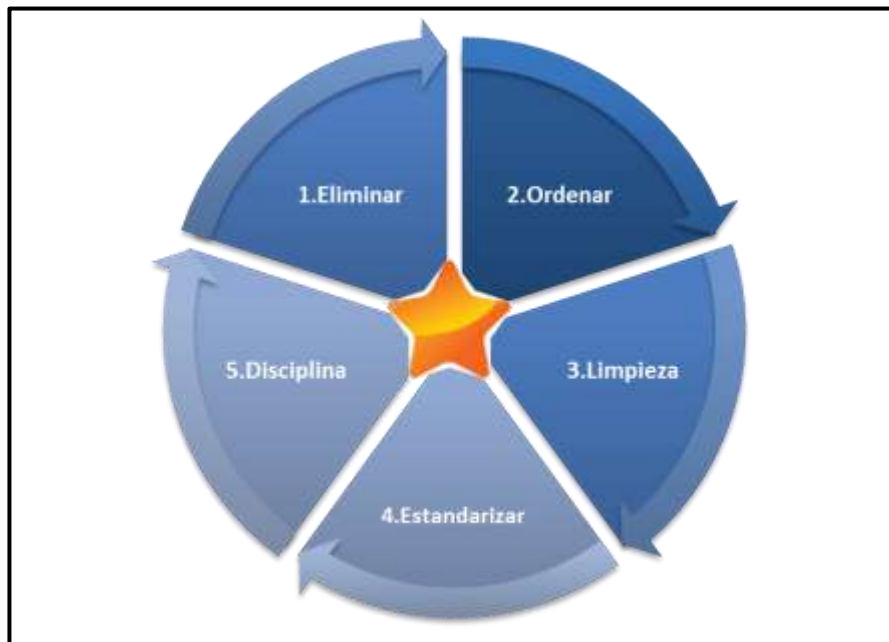 1.Eliminar
2.Ordenar
3.Limpieza
4.Estandarizar
5.Disciplina